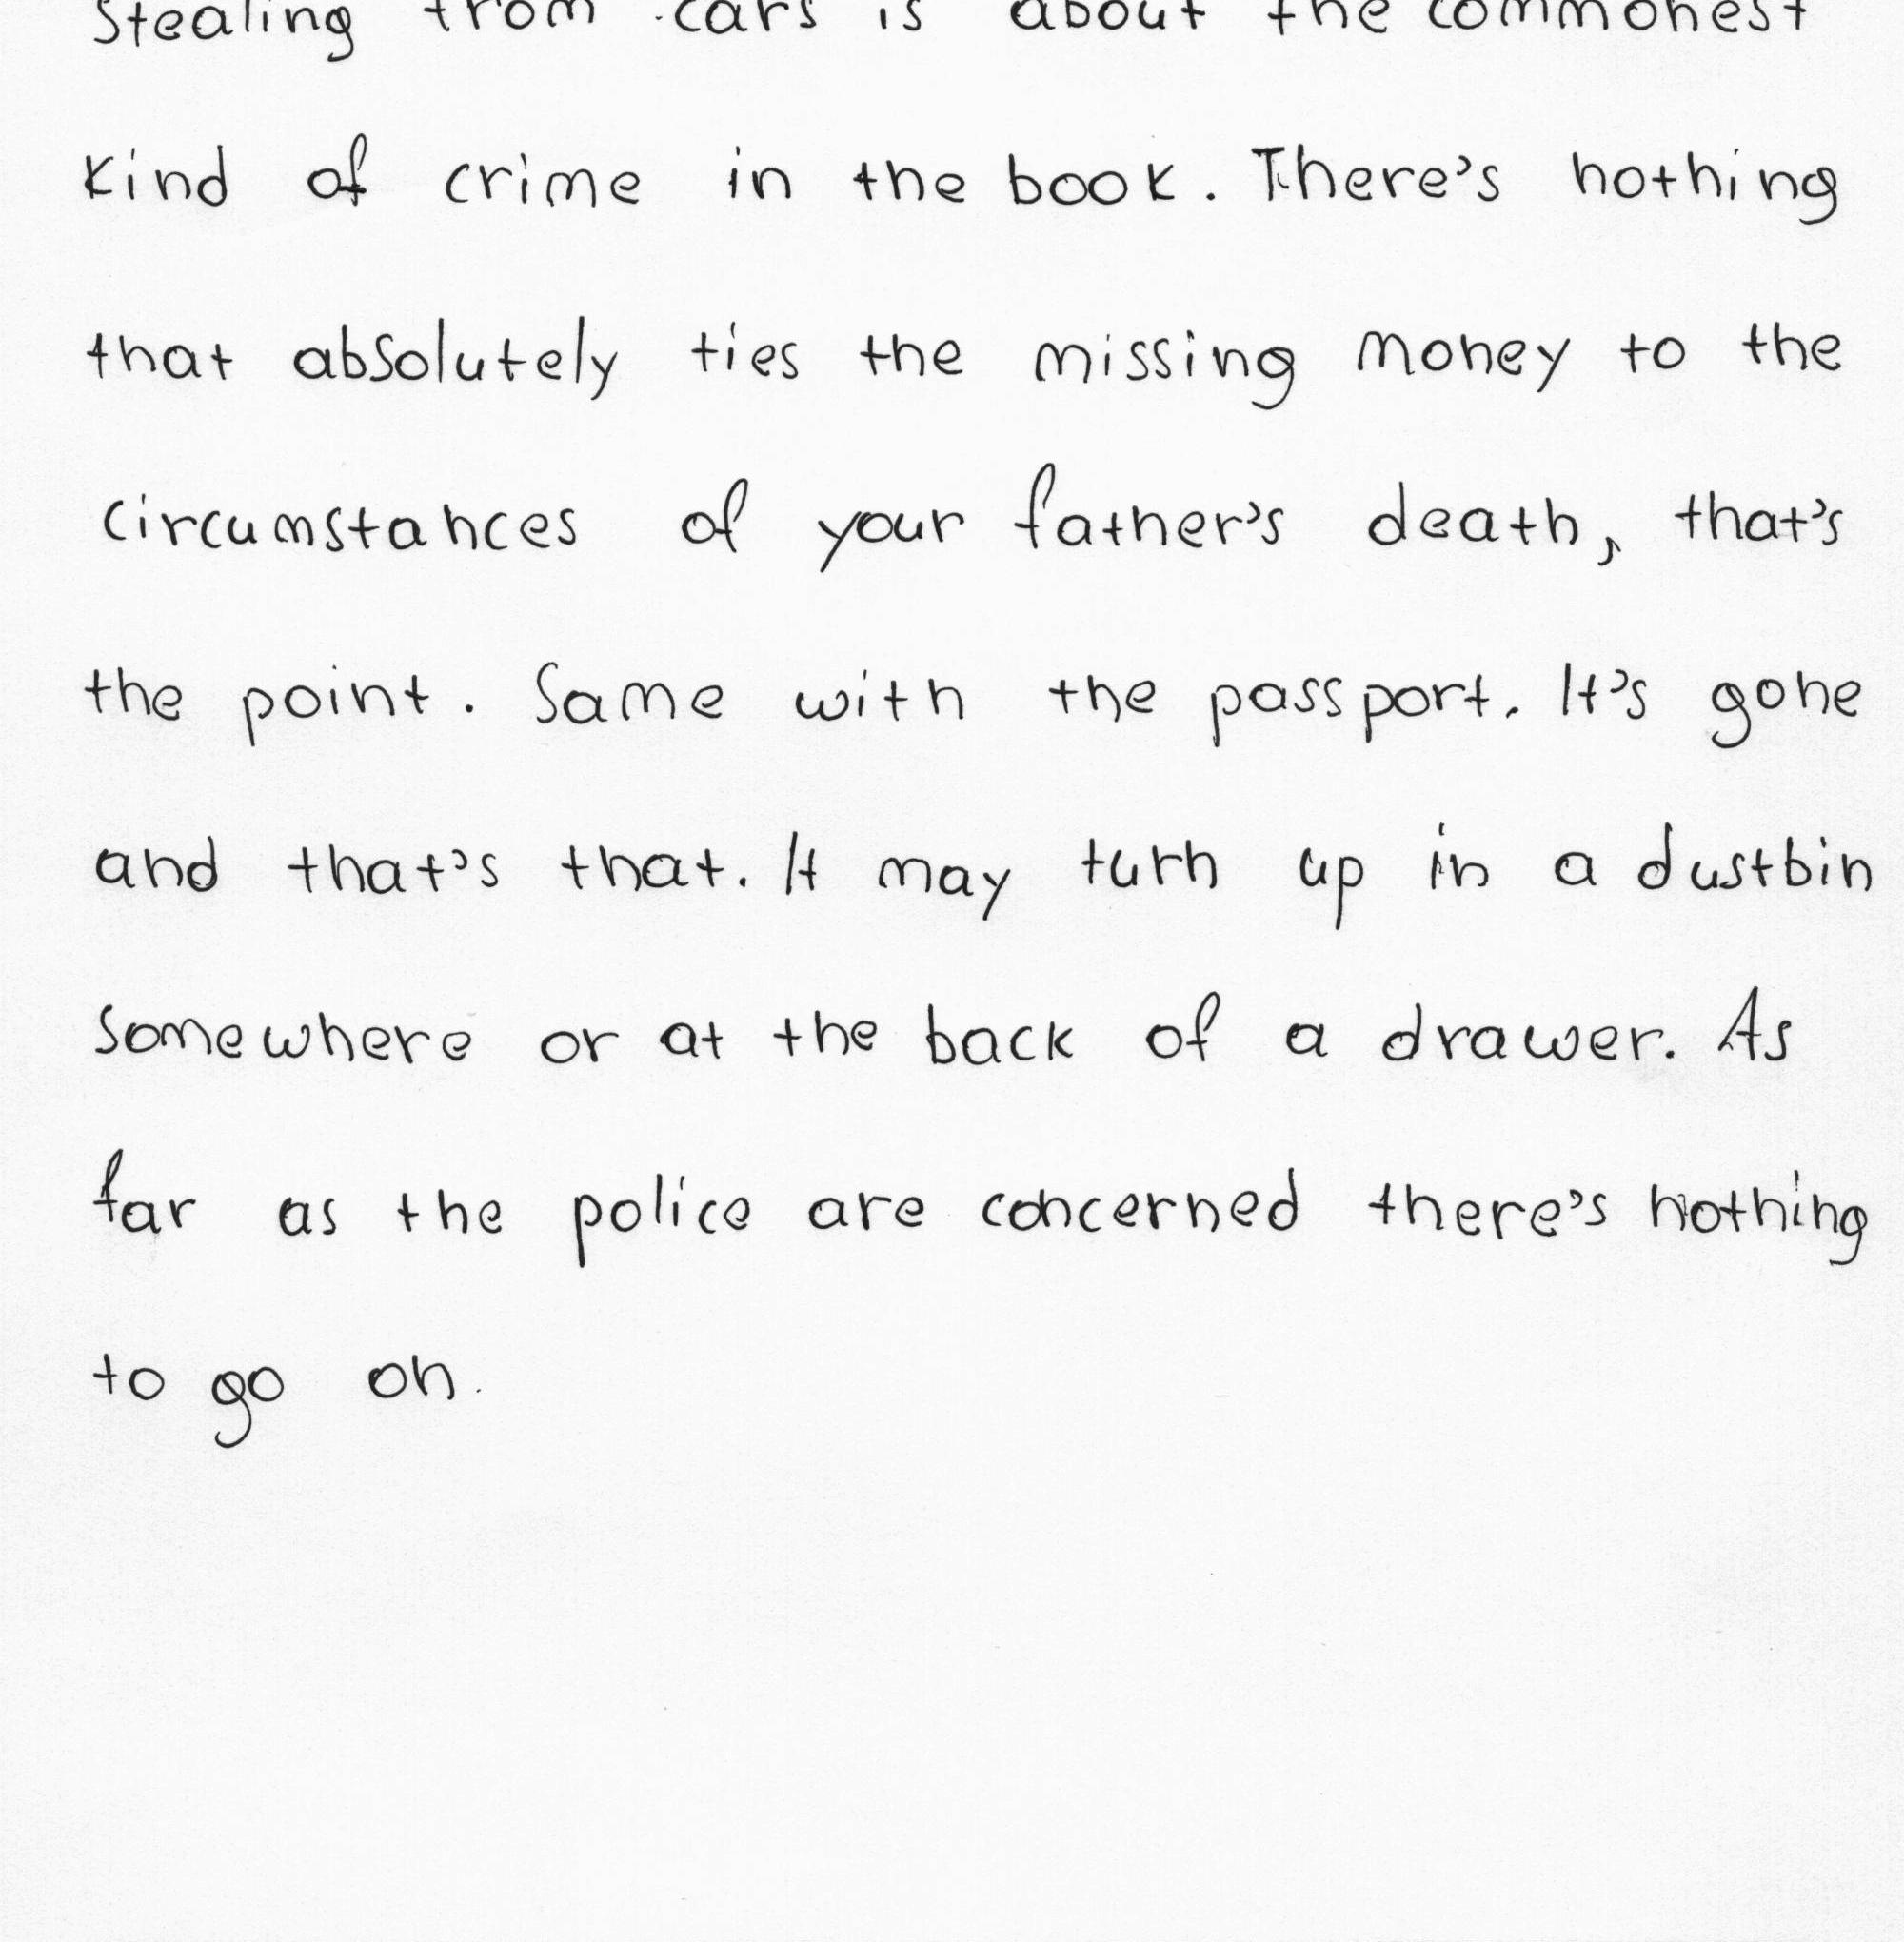 Stealing from cars is about the commonest
kind of crime in the book. There's nothing
that absolutely ties the missing money to the
circumstances of your father's death, that's
the point. Same with the passport. It's gone
and that's that. It may turn up in a dustbin
somewhere or at the back of a drawer. As
far as the police are concerned there's nothing
to go on.